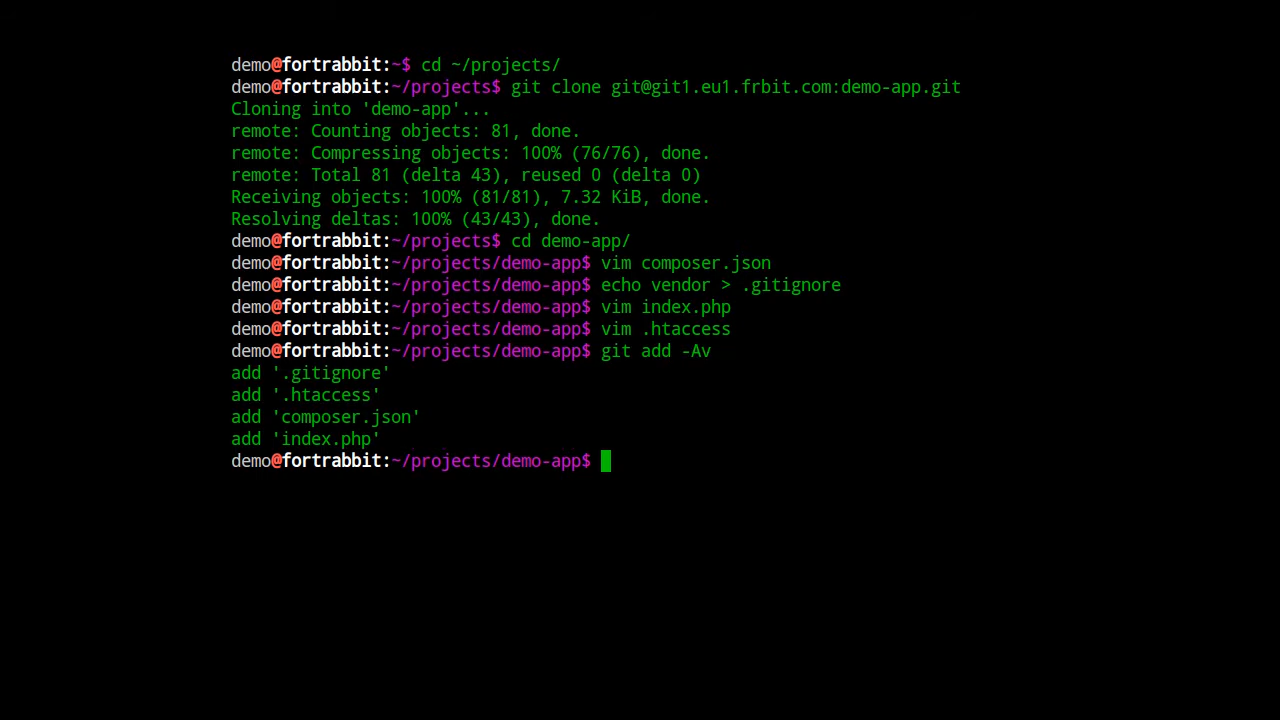 demo@fortrabbit:~$ cd ~/projects/
demo@fortrabbit:~/projects$ git clone git@git1.eu1.frbit.com:demo-app.git
Cloning into 'demo-app'...
remote: Counting objects: 81, done.
remote: Compressing objects: 100% (76/76), done.
remote: Total 81 (delta 43), reused 0 (delta 0)
Receiving objects: 100% (81/81), 7.32 KiB, done.
Resolving deltas: 100% (43/43), done.
demo@fortrabbit:~/projects$ cd demo-app/
demo@fortrabbit:~/projects/demo-app$ vim composer.json
demo@fortrabbit:~/projects/demo-app$ echo vendor > .gitignore
demo@fortrabbit:~/projects/demo-app$ vim index.php
demo@fortrabbit:~/projects/demo-app$ vim .htaccess
demo@fortrabbit:~/projects/demo-app$ git add -Av
add '.gitignore'
add '.htaccess'
add 'composer.json'
add 'index.php'
demo@fortrabbit:~/projects/demo-app$